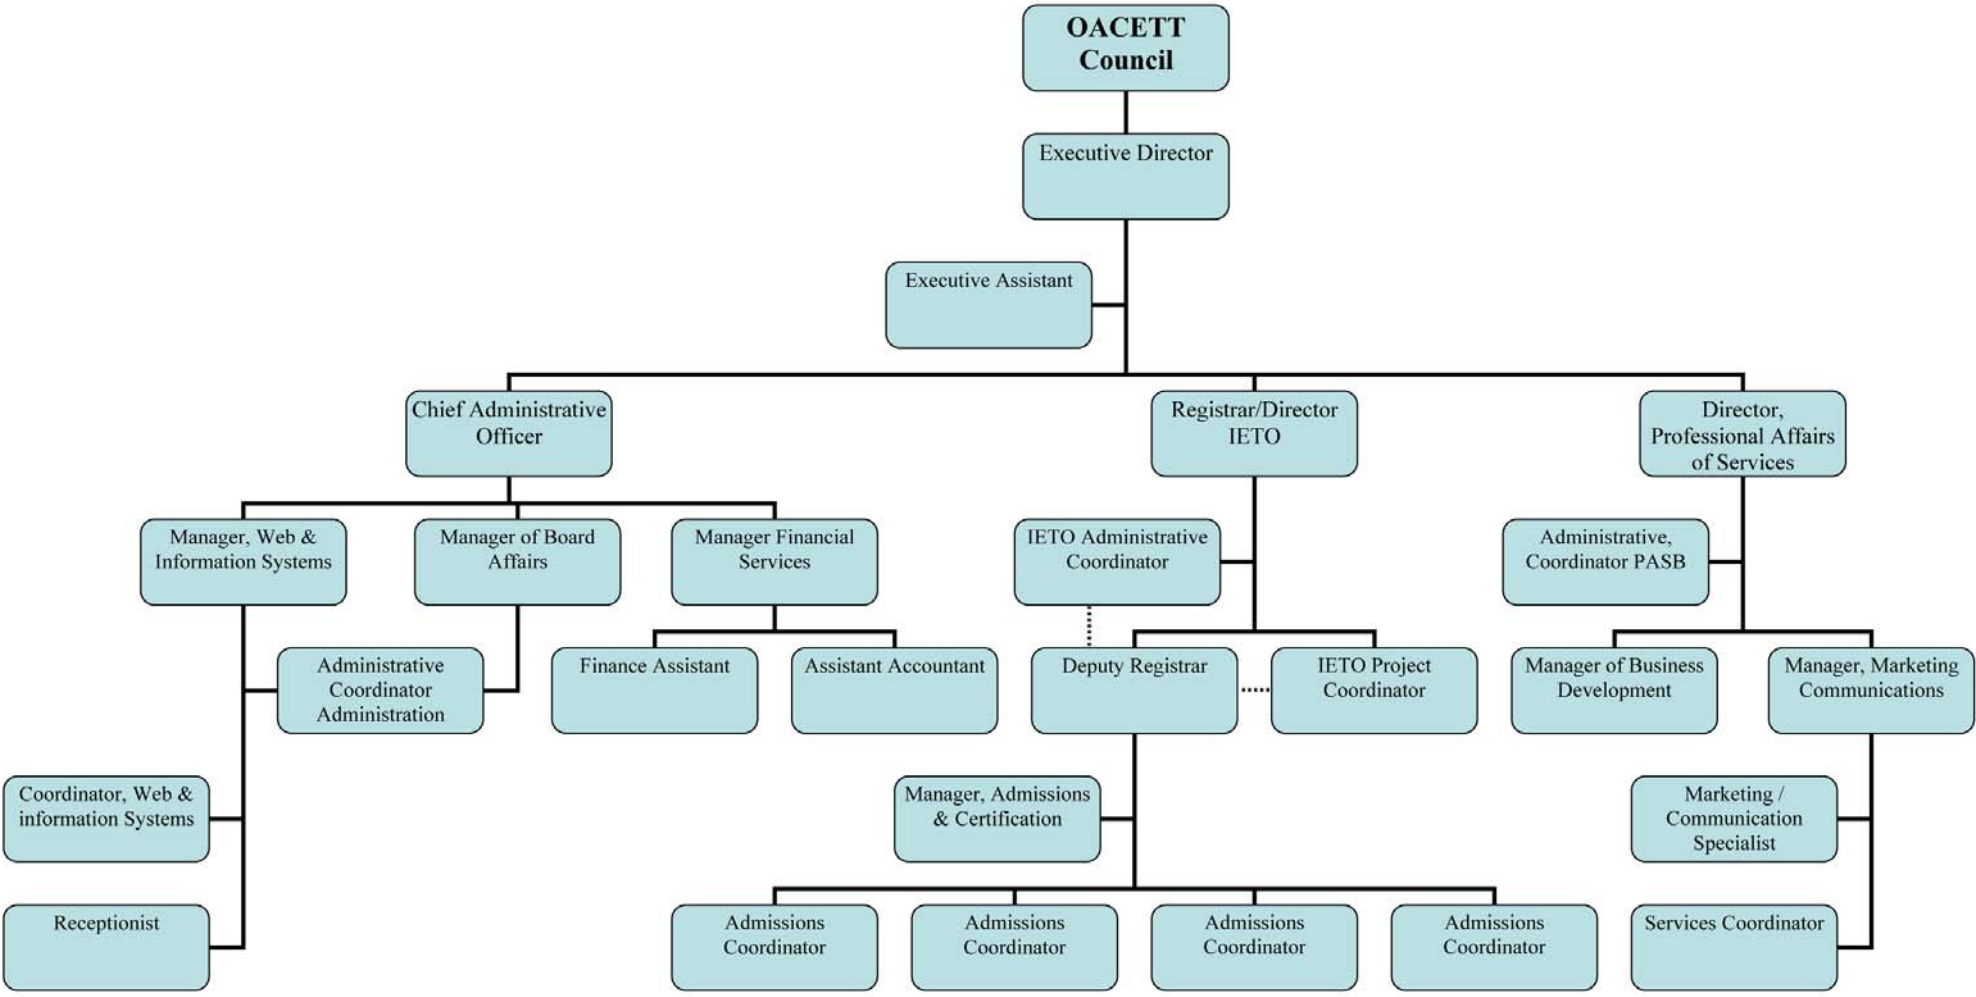 OACETT
Council
Executive Director
Executive Assistant
Chief Administrative
Officer
Registrar/Director
IETO
Director,
Professional Affairs
of Services
Manager, Web &
Information Systems
Manager of Board
Affairs
Manager Financial
Services
IETO Administrative
Coordinator
Administrative,
Coordinator PASB
Administrative
Coordinator
Administration
Finance Assistant
Assistant Accountant
Deputy Registrar
IETO Project
Coordinator
Manager of Business
Development
Manager, Marketing
Communications
Coordinator, Web &
information Systems
Manager, Admissions
& Certification
Marketing /
Communication
Specialist
Receptionist
Admissions
Coordinator
Admissions
Coordinator
Admissions
Coordinator
Admissions
Coordinator
Services Coordinator